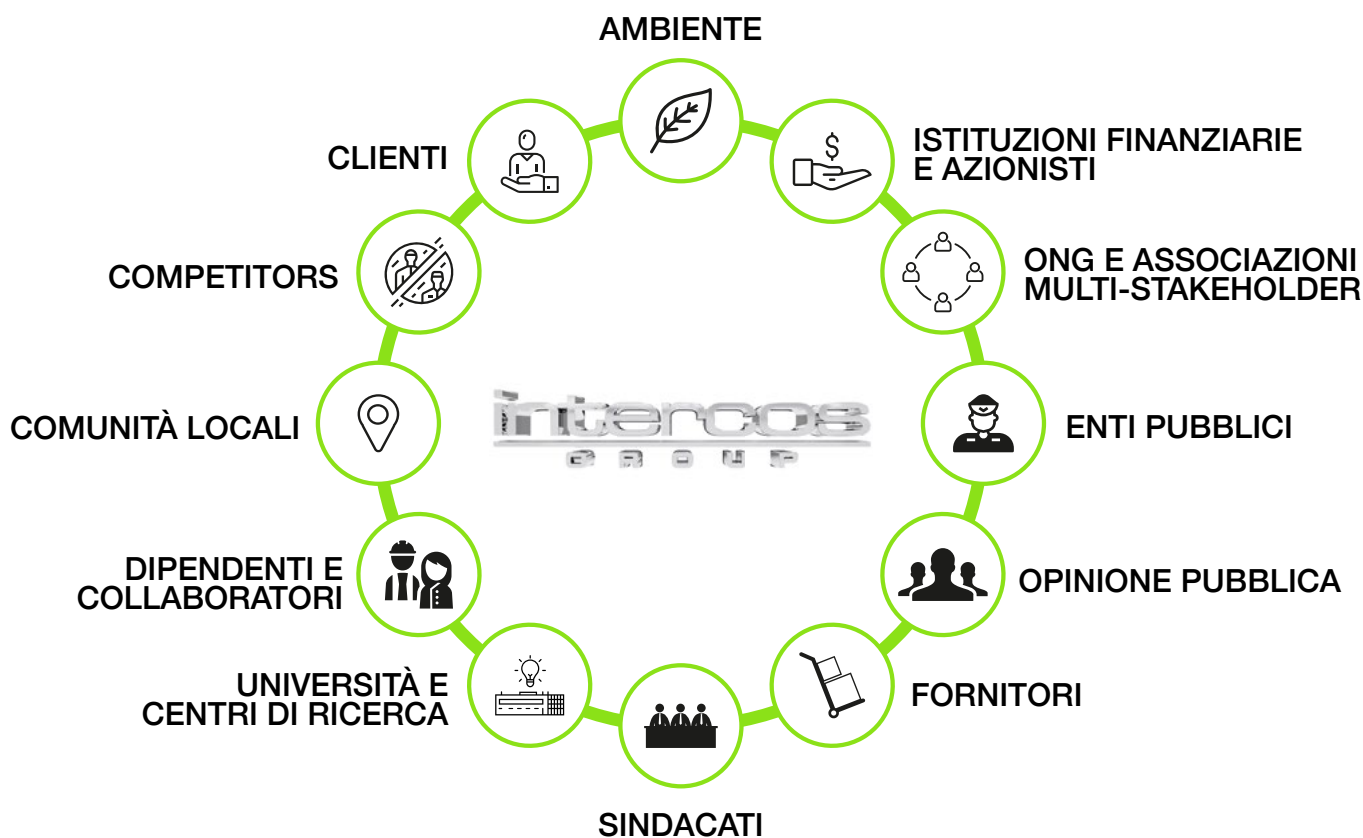 AMBIENTE
ISTITUZIONI FINANZIARIE
E AZIONISTI
ONG E ASSOCIAZIONI
MULTI-STAKEHOLDER
ENTI PUBBLICI
OPINIONE PUBBLICA
FORNITORI
SINDACATI
UNIVERSITÀ E
CENTRI DI RICERCA
DIPENDENTI E
COLLABORATORI
COMUNITÀ LOCALI
COMPETITORS
CLIENTI
$
intercos
GROUP